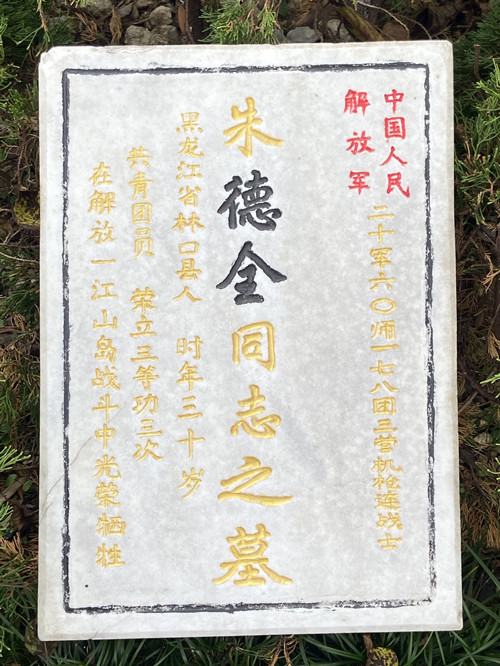 中国人民
解放军
二十军六〇师一七八团三营机枪连战士
朱德全同志之墓
黑龙江省林口县人 时年三十岁
共青团员 荣立三等功三次
在解放一江山岛战斗中光荣牺牲